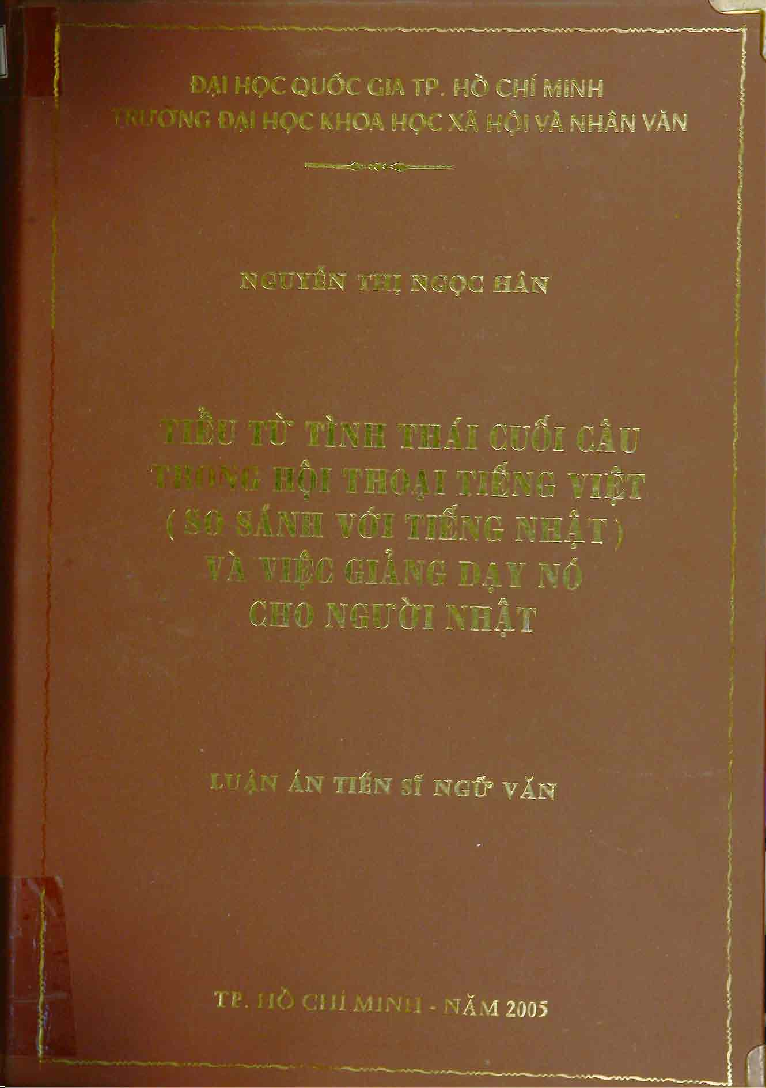 ĐẠI HỌC QUỐC GIA TP. HỒ CHÍ MINH
TRƯỜNG ĐẠI HỌC KHOA HỌC XÃ HỘI VÀ NHÂN VĂN
NGUYỄN THỊ NGỌC HÂN
TIỂU TỪ TÌNH THÁI CUỐI CÂU
TRONG HỘI THOẠI TIẾNG VIỆT
( SO SÁNH VỚI TIẾNG NHẬT )
VÀ VIỆC GIẢNG DẠY NÓ
CHO NGƯỜI NHẬT
LUẬN ÁN TIẾN SĨ NGỮ VĂN
TP. HỒ CHÍ MINH - NĂM 2005